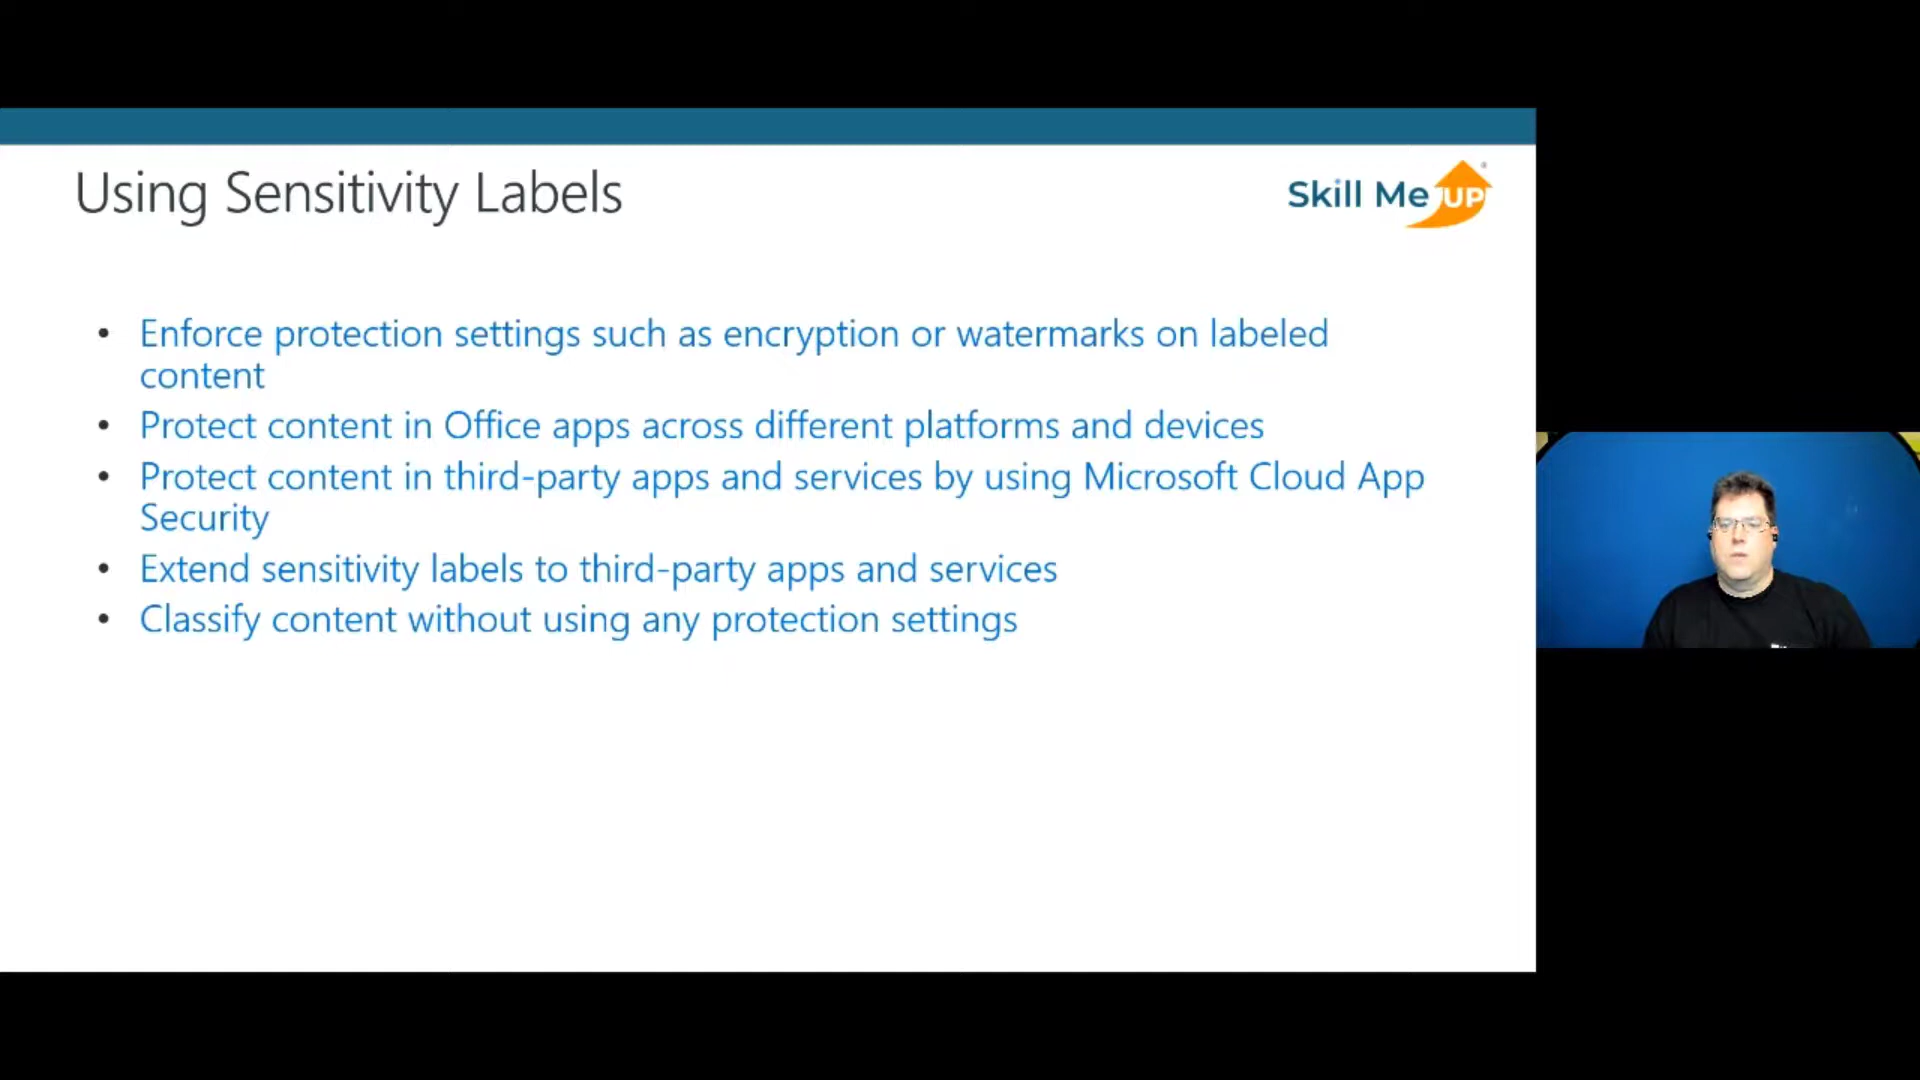 Using Sensitivity Labels
Skill Me UP
• Enforce protection settings such as encryption or watermarks on labeled
content
• Protect content in Office apps across different platforms and devices
• Protect content in third-party apps and services by using Microsoft Cloud App
Security
• Extend sensitivity labels to third-party apps and services
• Classify content without using any protection settings